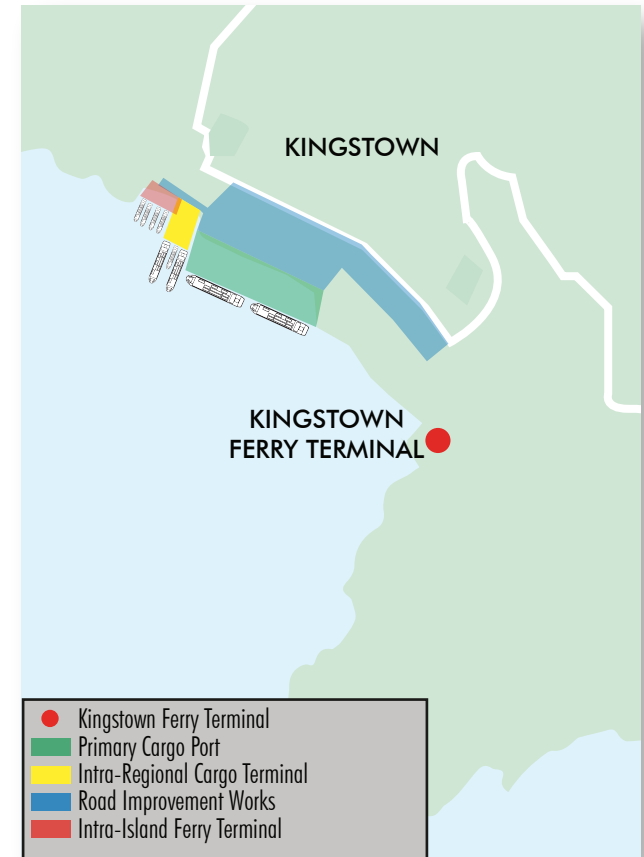 KINGSTOWN
KINGSTOWN
FERRY TERMINAL
Kingstown Ferry Terminal
Primary Cargo Port
Intra-Regional Cargo Terminal
Road Improvement Works
Intra-Island Ferry Terminal